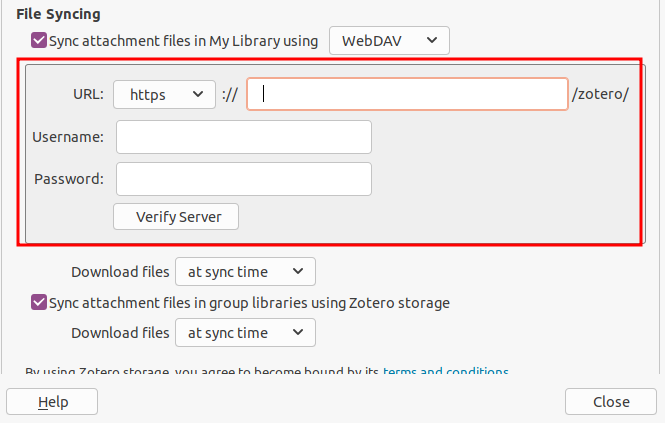 File Syncing
Sync attachment files in My Library using WebDAV
URL: https :// /zotero/
Username:
Password:
Verify Server
Download files at sync time
Sync attachment files in group libraries using Zotero storage
Download files at sync time
By using Zotero storage, you agree to become bound by its terms and conditions
Help Close